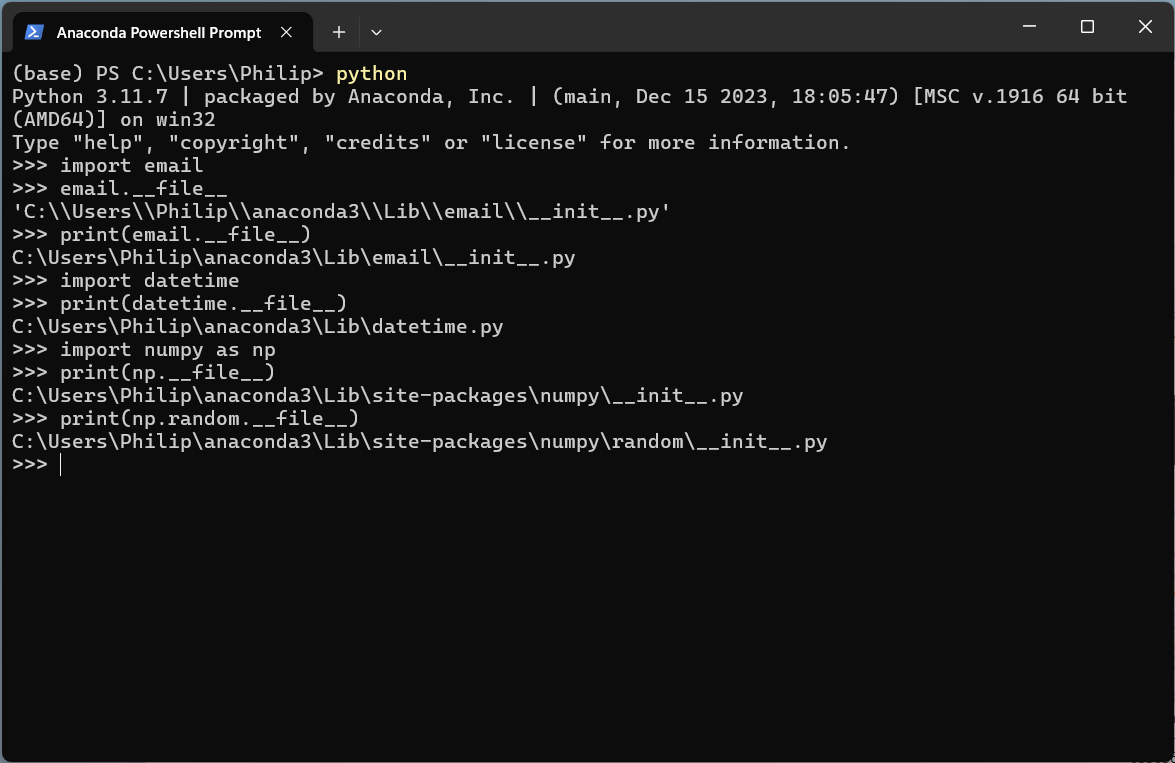 Anaconda Powershell Prompt
(base) PS C:\Users\Philip> python
Python 3.11.7 | packaged by Anaconda, Inc. | (main, Dec 15 2023, 18:05:47) [MSC v.1916 64 bit
(AMD64)] on win32
Type "help", "copyright", "credits" or "license" for more information.
>>> import email
>>> email.__file__
'C:\\Users\\Philip\\anaconda3\\Lib\\email\\__init__.py'
>>> print(email.__file__)
C:\Users\Philip\anaconda3\Lib\email\__init__.py
>>> import datetime
>>> print(datetime.__file__)
C:\Users\Philip\anaconda3\Lib\datetime.py
>>> import numpy as np
>>> print(np.__file__)
C:\Users\Philip\anaconda3\Lib\site-packages\numpy\__init__.py
>>> print(np.random.__file__)
C:\Users\Philip\anaconda3\Lib\site-packages\numpy\random\__init__.py
>>>